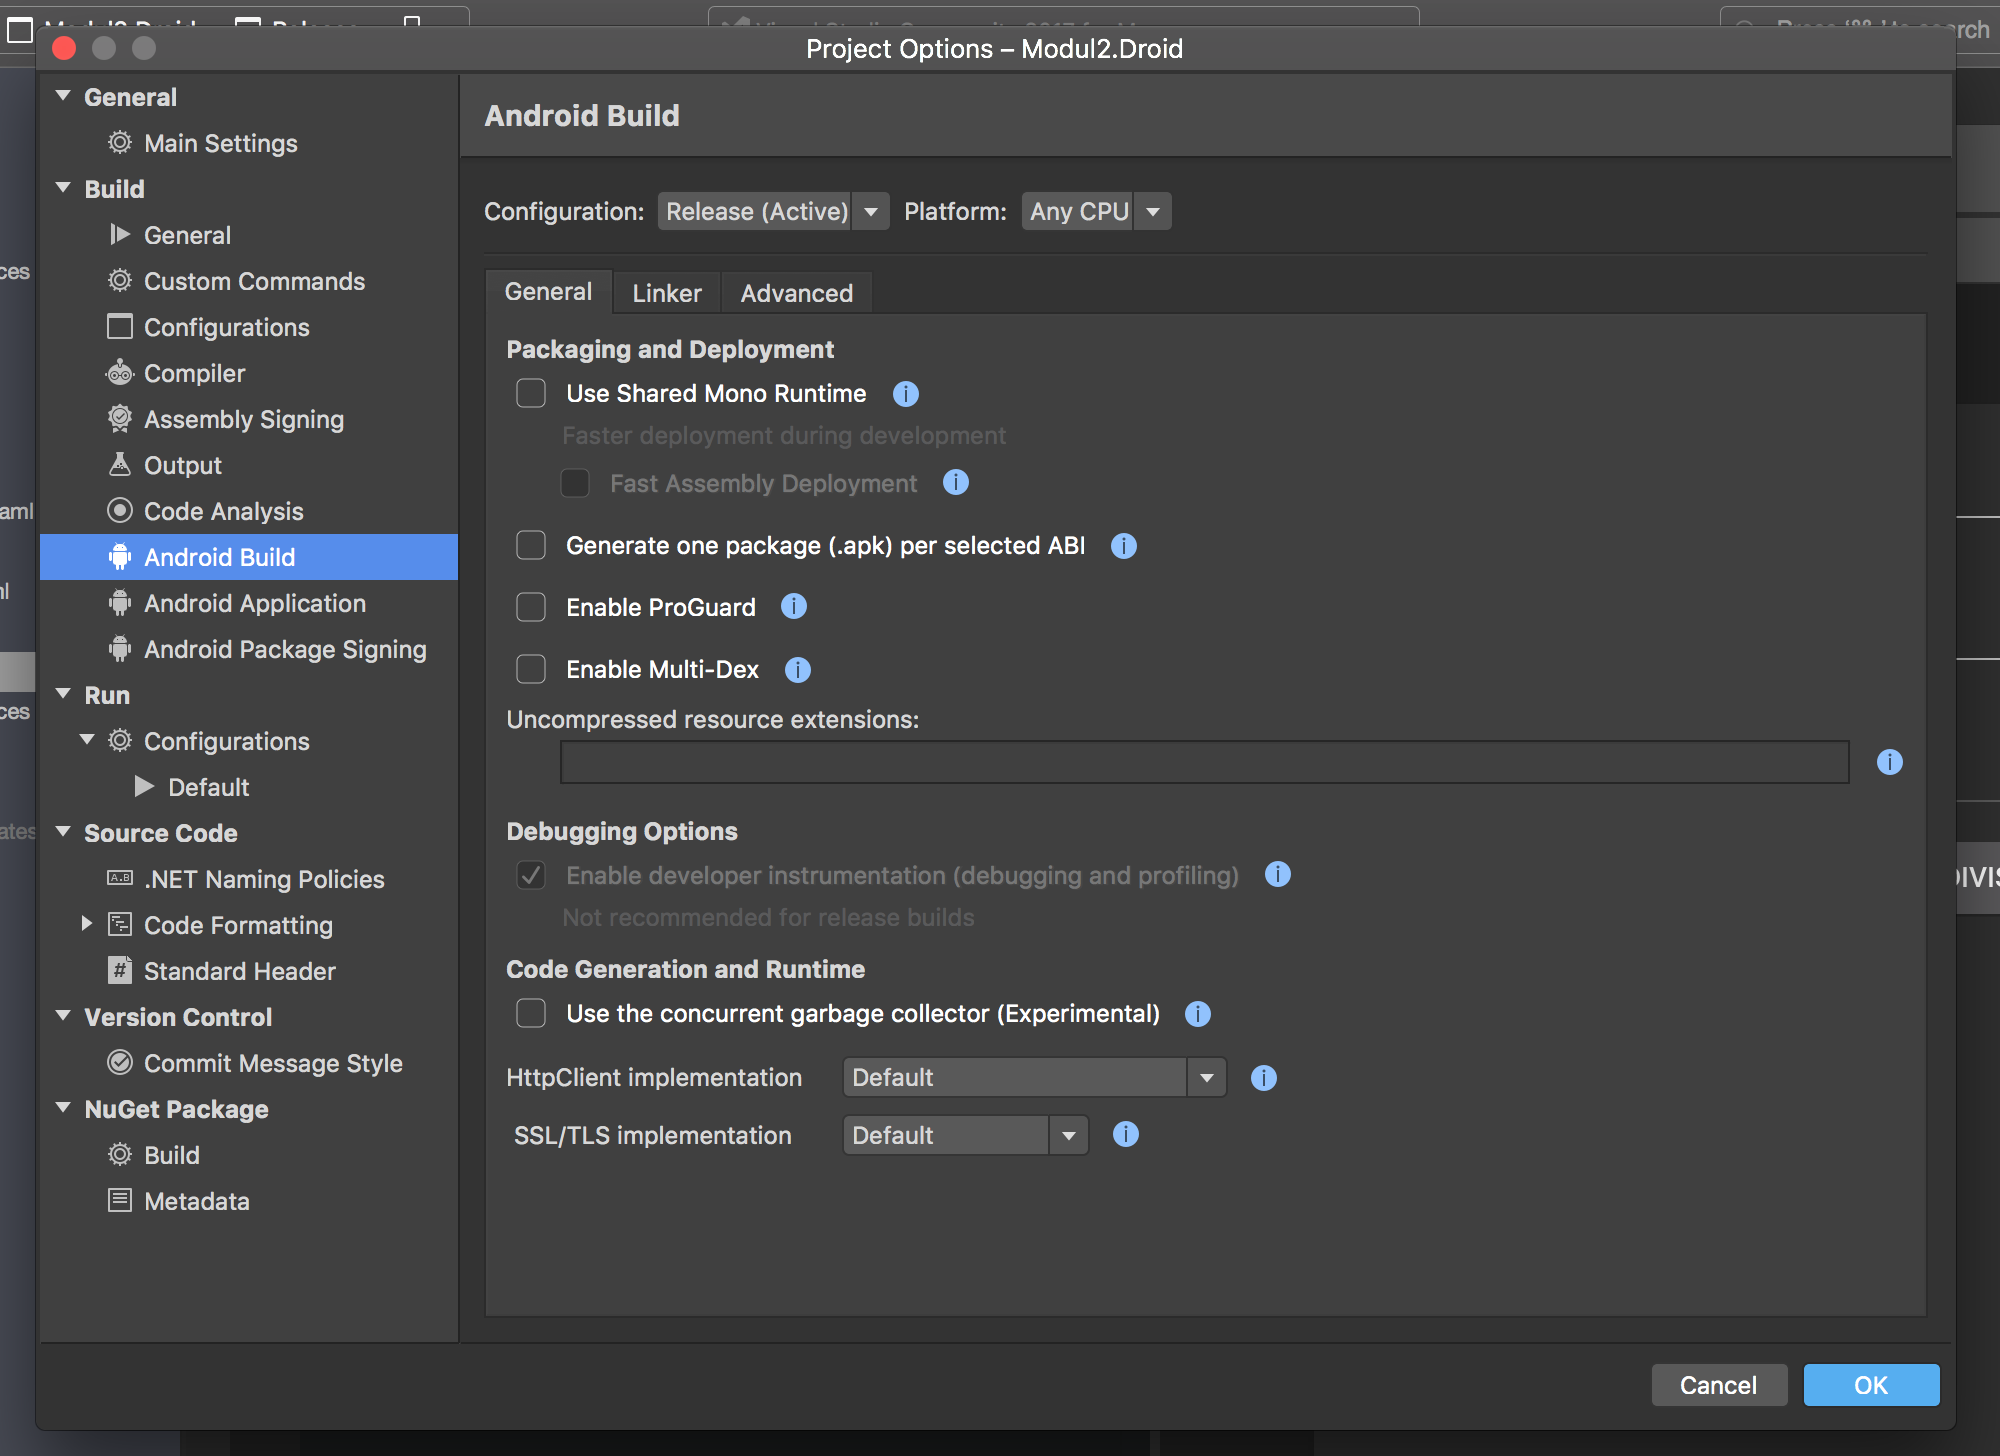 Project Options – Modul2.Droid
General
Main Settings
Build
General
Custom Commands
Configurations
Compiler
Assembly Signing
Output
Code Analysis
Android Build
Android Application
Android Package Signing
Run
Configurations
Default
Source Code
A.B .NET Naming Policies
Code Formatting
# Standard Header
Version Control
Commit Message Style
NuGet Package
Build
Metadata
Android Build
Configuration: Release (Active) Platform: Any CPU
General Linker Advanced
Packaging and Deployment
Use Shared Mono Runtime i
Faster deployment during development
Fast Assembly Deployment i
Generate one package (.apk) per selected ABI i
Enable ProGuard i
Enable Multi-Dex i
Uncompressed resource extensions:
i
Debugging Options
Enable developer instrumentation (debugging and profiling) i
Not recommended for release builds
Code Generation and Runtime
Use the concurrent garbage collector (Experimental) i
HttpClient implementation Default i
SSL/TLS implementation Default i
Cancel OK